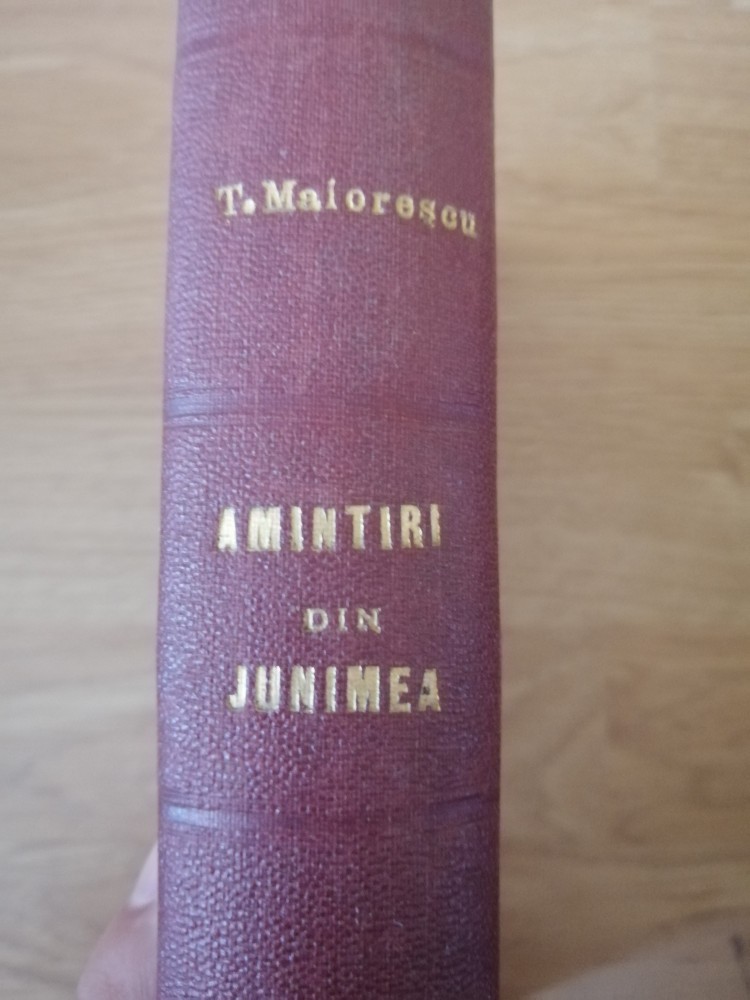 T. Maiorescu
AMINTIRI
DIN
JUNIMEA